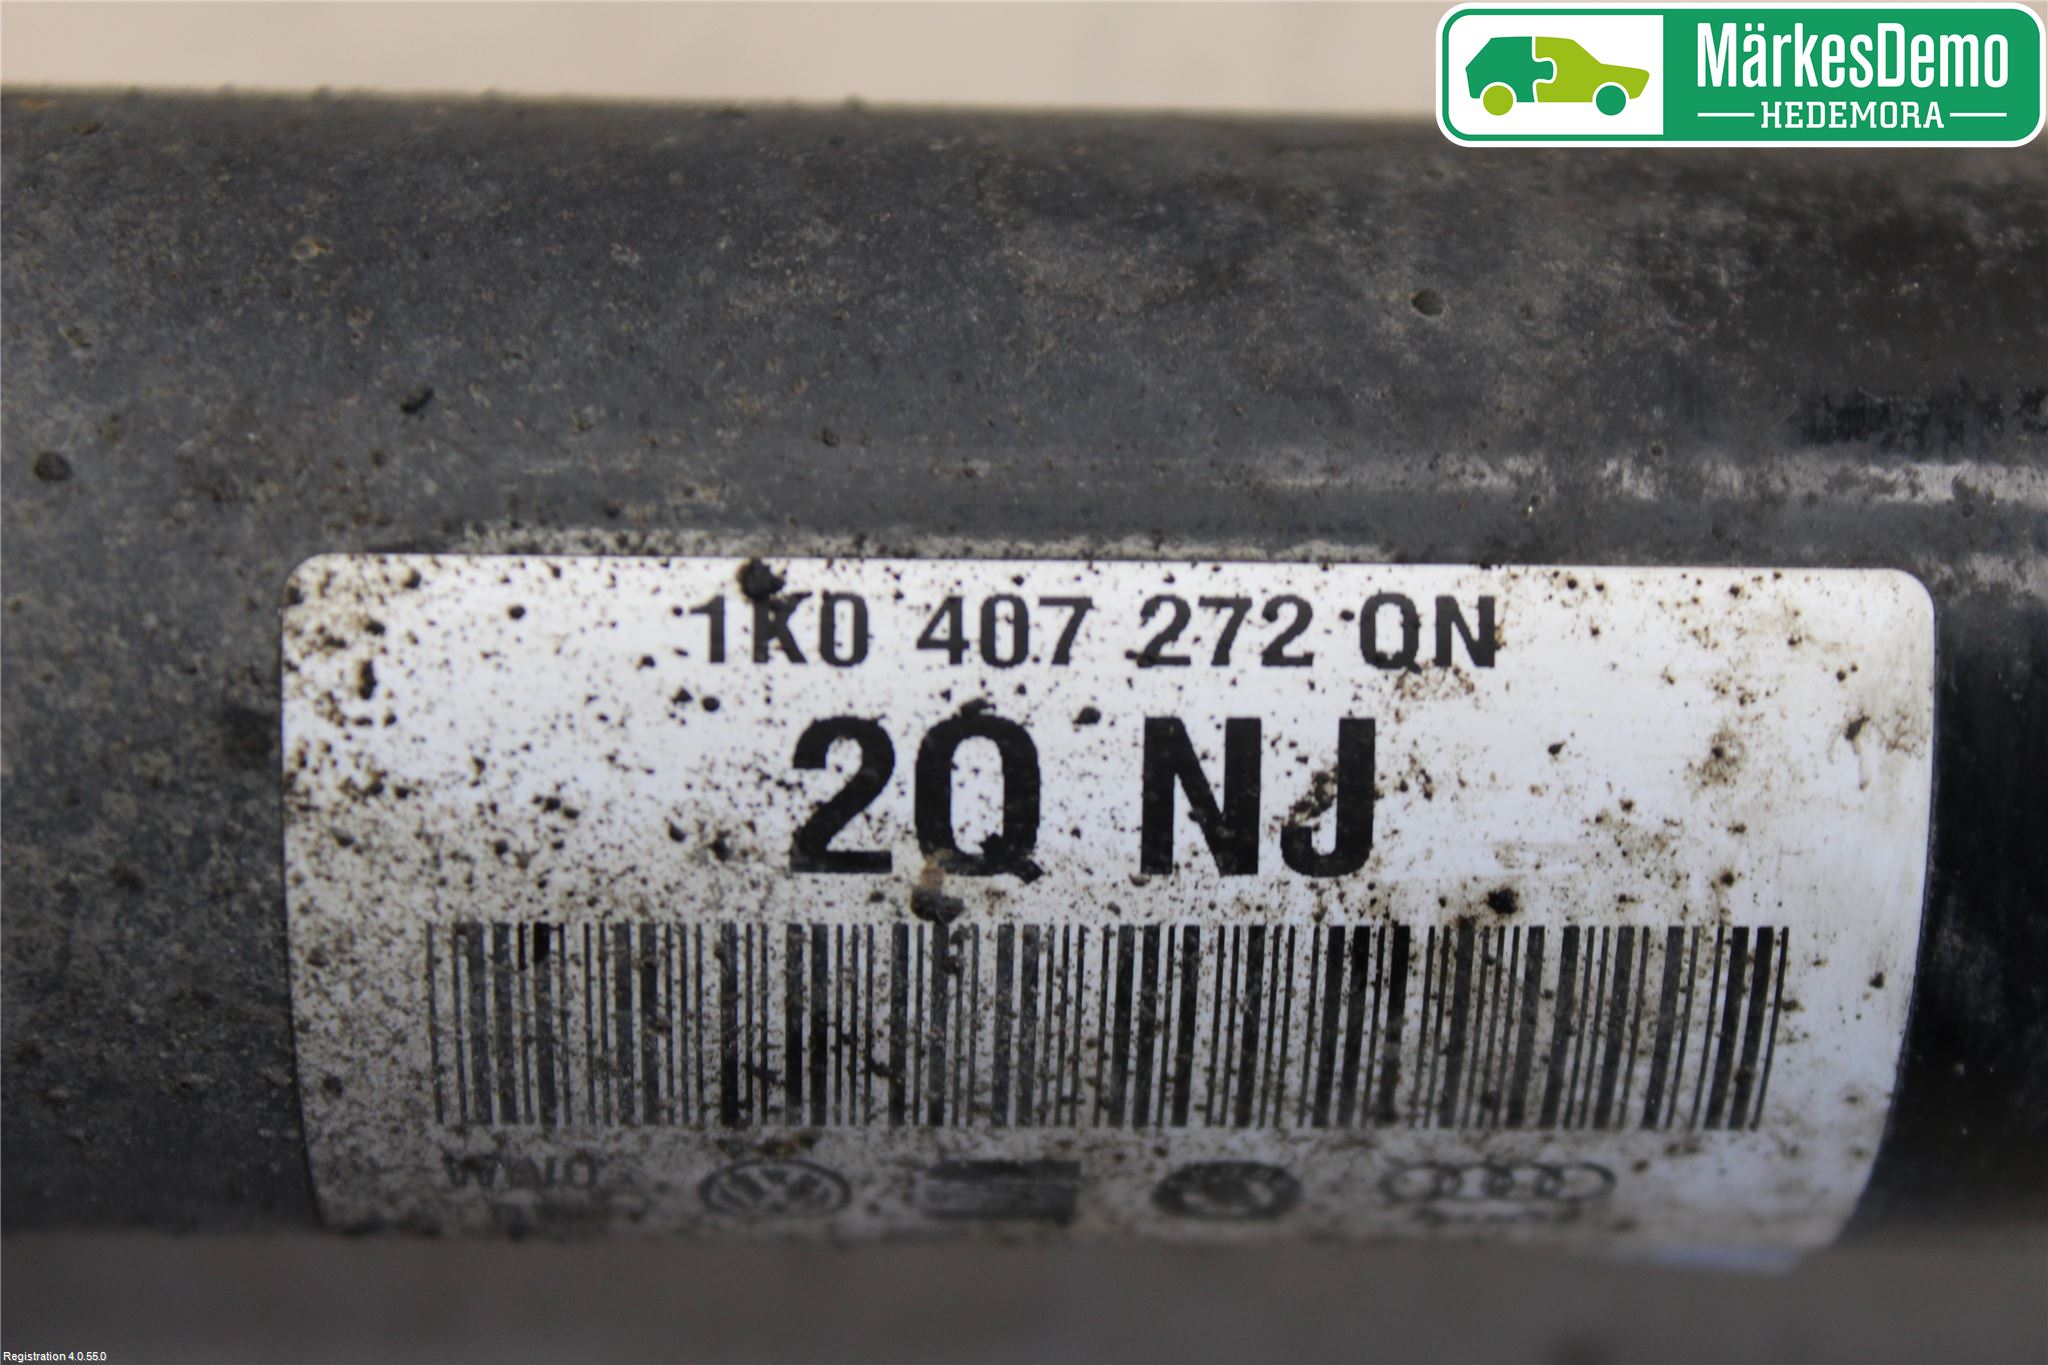 MärkesDemo
HEDEMORA
1K0 407 272 QN
2Q NJ
Registration 4.0.55.0